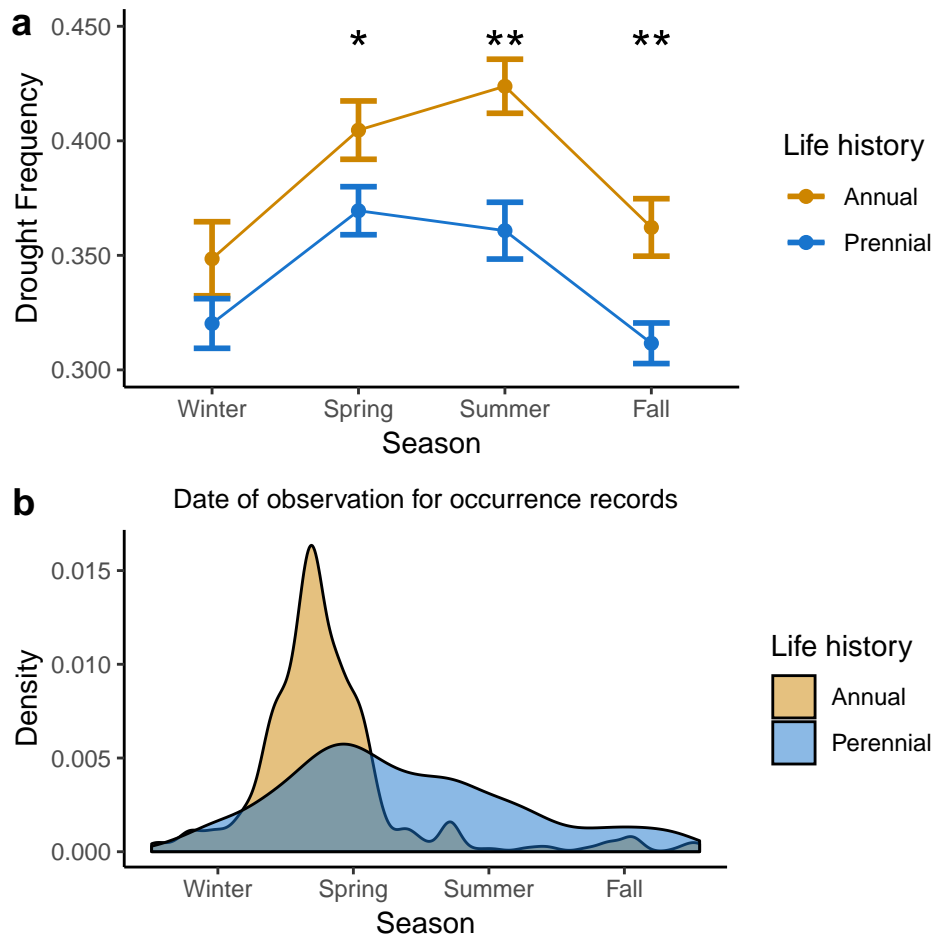 a
0.450
0.400
0.350
0.300
Drought Frequency
* ** **
Winter Spring Summer Fall
Season
Life history
Annual
Prennial
b
Date of observation for occurrence records
0.015
0.010
0.005
0.000
Density
Winter Spring Summer Fall
Season
Life history
Annual
Perennial